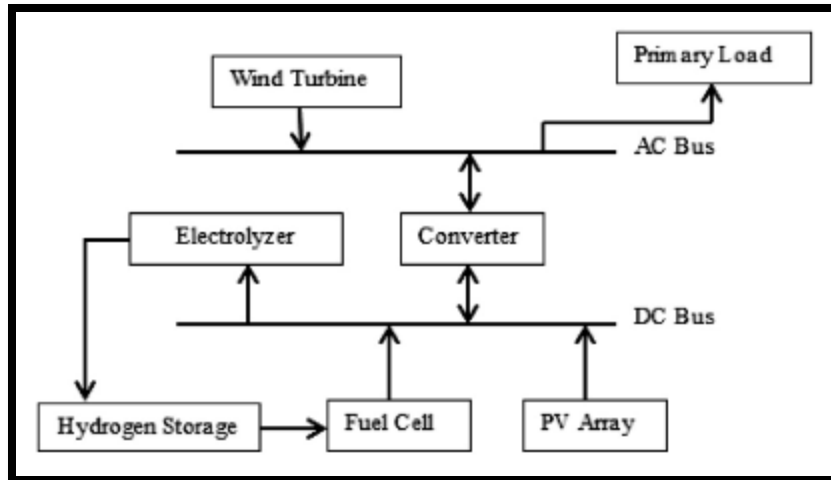 Primary Load
Wind Turbine
AC Bus
Electrolyzer
Converter
DC Bus
Hydrogen Storage
Fuel Cell
PV Array